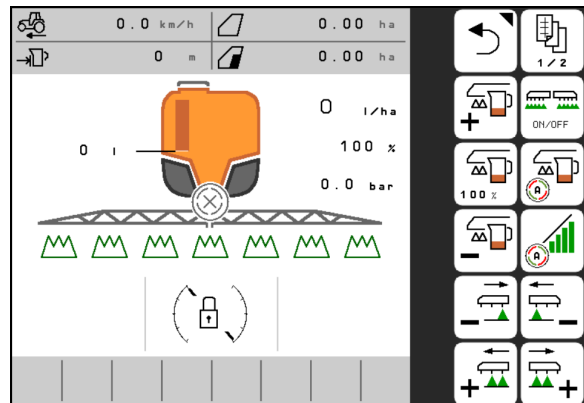 0.0 km/h 0.00 ha
0 m 0.00 ha
1/2
0 l/ha
+ ON/OFF
0 l 100 %
100 % A
0.0 bar
- A
- -
+ +